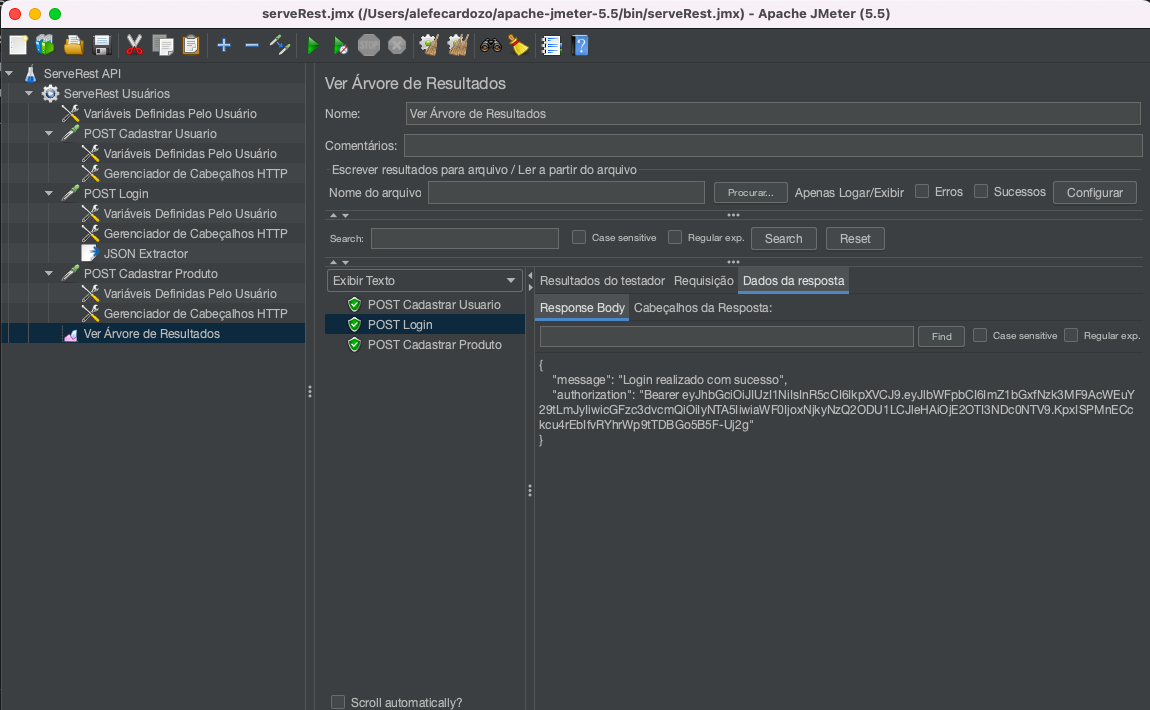 serveRest.jmx (/Users/alefecardozo/apache-jmeter-5.5/bin/serveRest.jmx) - Apache JMeter (5.5)
STOP
ServeRest API
ServeRest Usuários
Variáveis Definidas Pelo Usuário
POST Cadastrar Usuario
Variáveis Definidas Pelo Usuário
Gerenciador de Cabeçalhos HTTP
POST Login
Variáveis Definidas Pelo Usuário
Gerenciador de Cabeçalhos HTTP
JSON Extractor
POST Cadastrar Produto
Variáveis Definidas Pelo Usuário
Gerenciador de Cabeçalhos HTTP
Ver Árvore de Resultados
Ver Árvore de Resultados
Nome: Ver Árvore de Resultados
Comentários:
Escrever resultados para arquivo / Ler a partir do arquivo
Nome do arquivo Procurar... Apenas Logar/Exibir Erros Sucessos Configurar
Search: Case sensitive Regular exp. Search Reset
Exibir Texto
POST Cadastrar Usuario
POST Login
POST Cadastrar Produto
Scroll automatically?
Resultados do testador Requisição Dados da resposta
Response Body Cabeçalhos da Resposta:
Find Case sensitive Regular exp.
{
"message": "Login realizado com sucesso",
"authorization": "Bearer eyJhbGciOiJIUzI1NiIsInR5cCI6IkpXVCJ9.eyJlbWFpbCI6ImZ1bGxfNzk3MF9AcWEuY
29tLmJyIiwicGFzc3dvcmQiOiIyNTA5IiwiaWF0IjoxNjkyNzQ2ODU1LCJleHAiOjE2OTI3NDc0NTV9.KpxISPMnECc
kcu4rEbIfvRYhrWp9tTDBGo5B5F-Uj2g"
}